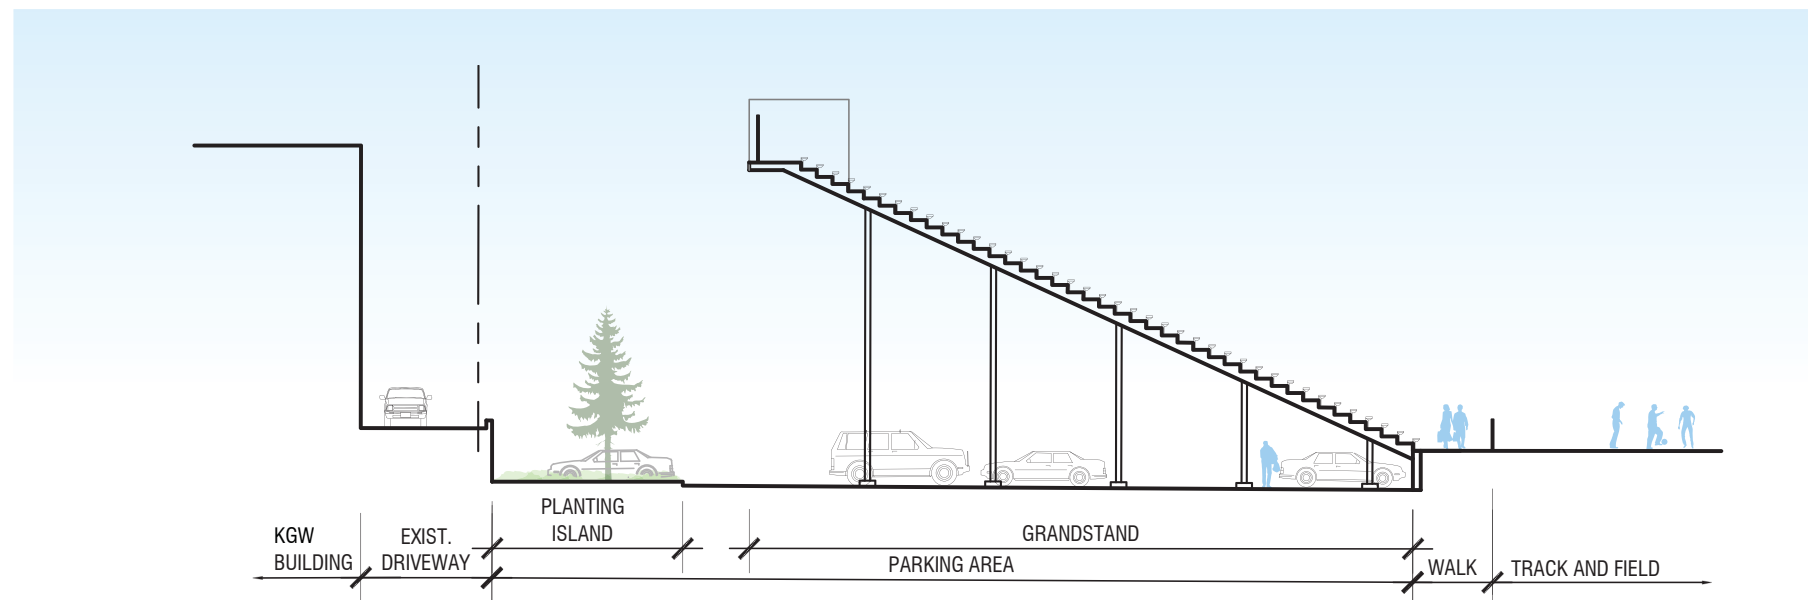 KGW
BUILDING
EXIST.
DRIVEWAY
PLANTING
ISLAND
GRANDSTAND
PARKING AREA
WALK
TRACK AND FIELD